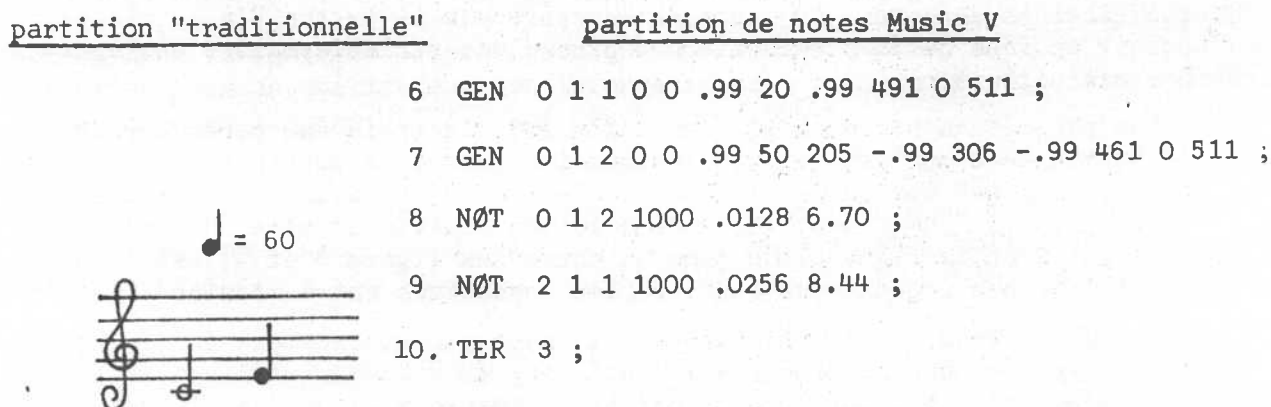 partition "traditionnelle" partition de notes Music V
6 GEN 0 1 1 0 0 .99 20 .99 491 0 511 ;
7 GEN 0 1 2 0 0 .99 50 205 -.99 306 -.99 461 0 511 ;
8 NØT 0 1 2 1000 .0128 6.70 ;
♩ = 60
9 NØT 2 1 1 1000 .0256 8.44 ;
10. TER 3 ;